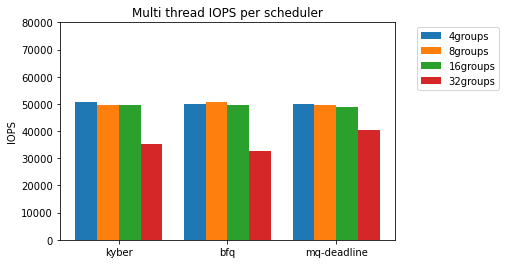 Multi thread IOPS per scheduler
80000
70000
60000
50000
40000
30000
20000
10000
0
IOPS
kyber
bfq
mq-deadline
4groups
8groups
16groups
32groups